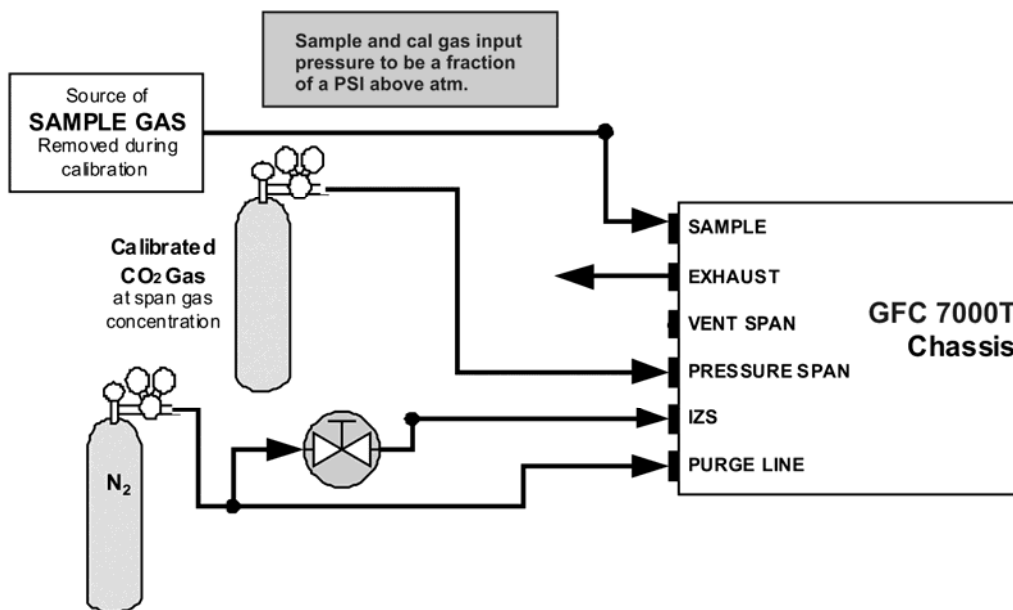 Sample and cal gas input
pressure to be a fraction
of a PSI above atm.
Source of
SAMPLE GAS
Removed during
calibration
Calibrated
CO₂ Gas
at span gas
concentration
N₂
SAMPLE
EXHAUST
VENT SPAN
PRESSURE SPAN
IZS
PURGE LINE
GFC 7000T
Chassis